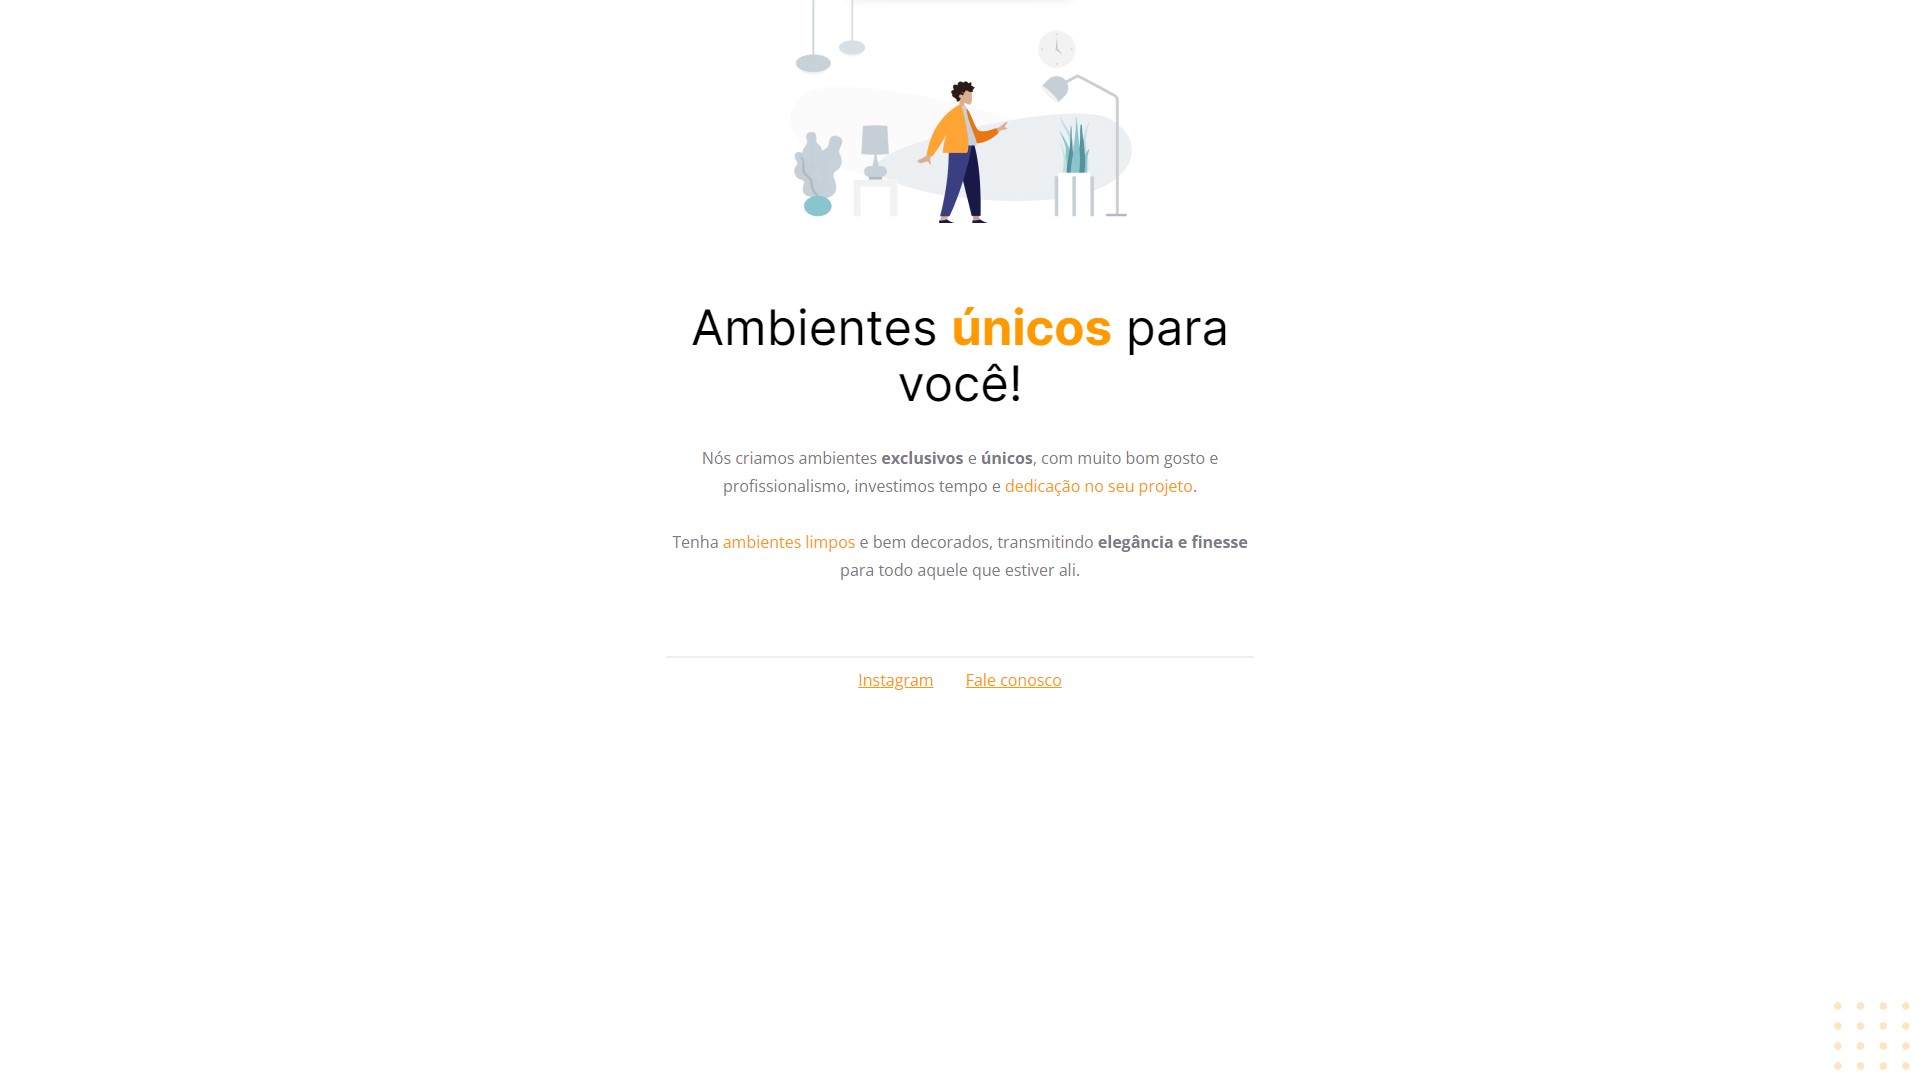 Ambientes únicos para
você!
Nós criamos ambientes exclusivos e únicos, com muito bom gosto e
profissionalismo, investimos tempo e dedicação no seu projeto.
Tenha ambientes limpos e bem decorados, transmitindo elegância e finesse
para todo aquele que estiver ali.
Instagram Fale conosco